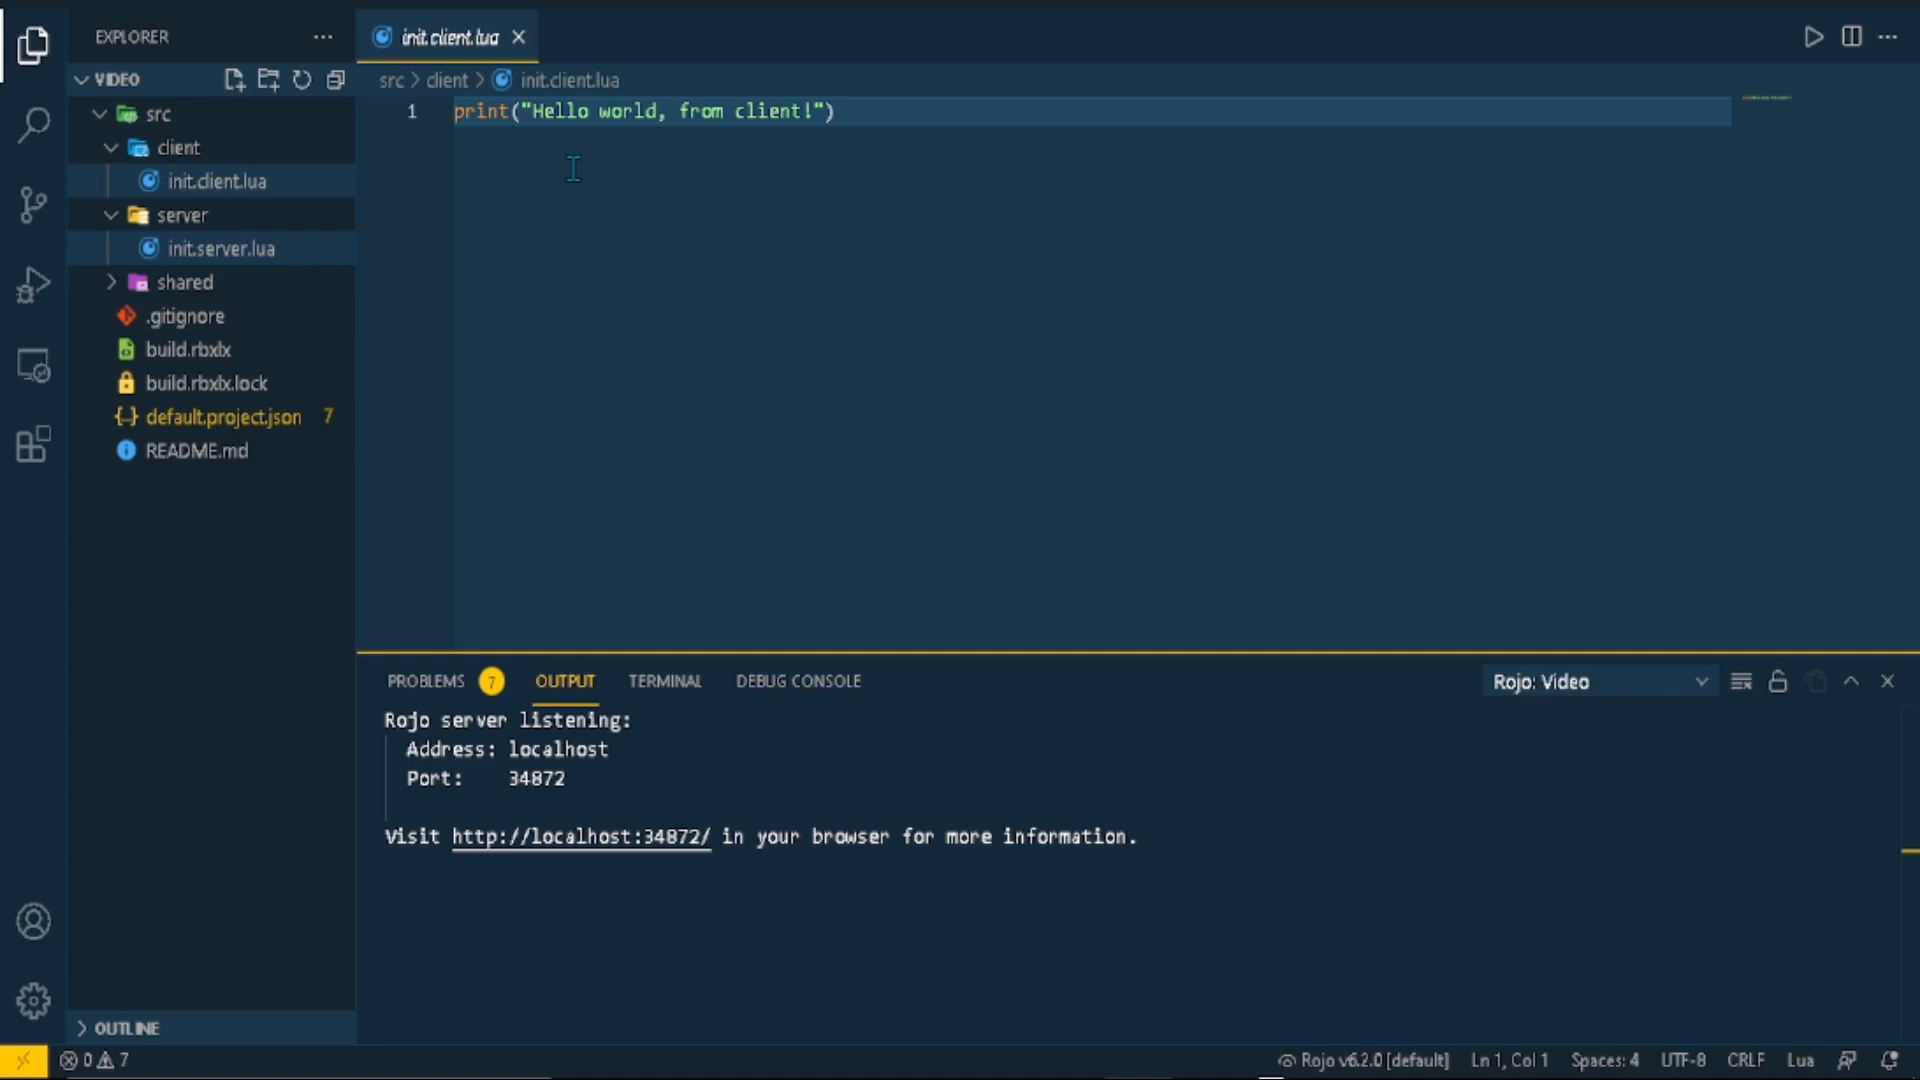 EXPLORER
VIDEO
src
client
init.client.lua
server
init.server.lua
shared
.gitignore
build.rbxlx
build.rbxlx.lock
default.project.json 7
README.md
OUTLINE
init.client.lua
src > client > init.client.lua
1 print("Hello world, from client!")
PROBLEMS 7 OUTPUT TERMINAL DEBUG CONSOLE
Rojo: Video
Rojo server listening:
Address: localhost
Port: 34872
Visit http://localhost:34872/ in your browser for more information.
0 7
Rojo v6.2.0 [default] Ln 1, Col 1 Spaces: 4 UTF-8 CRLF Lua